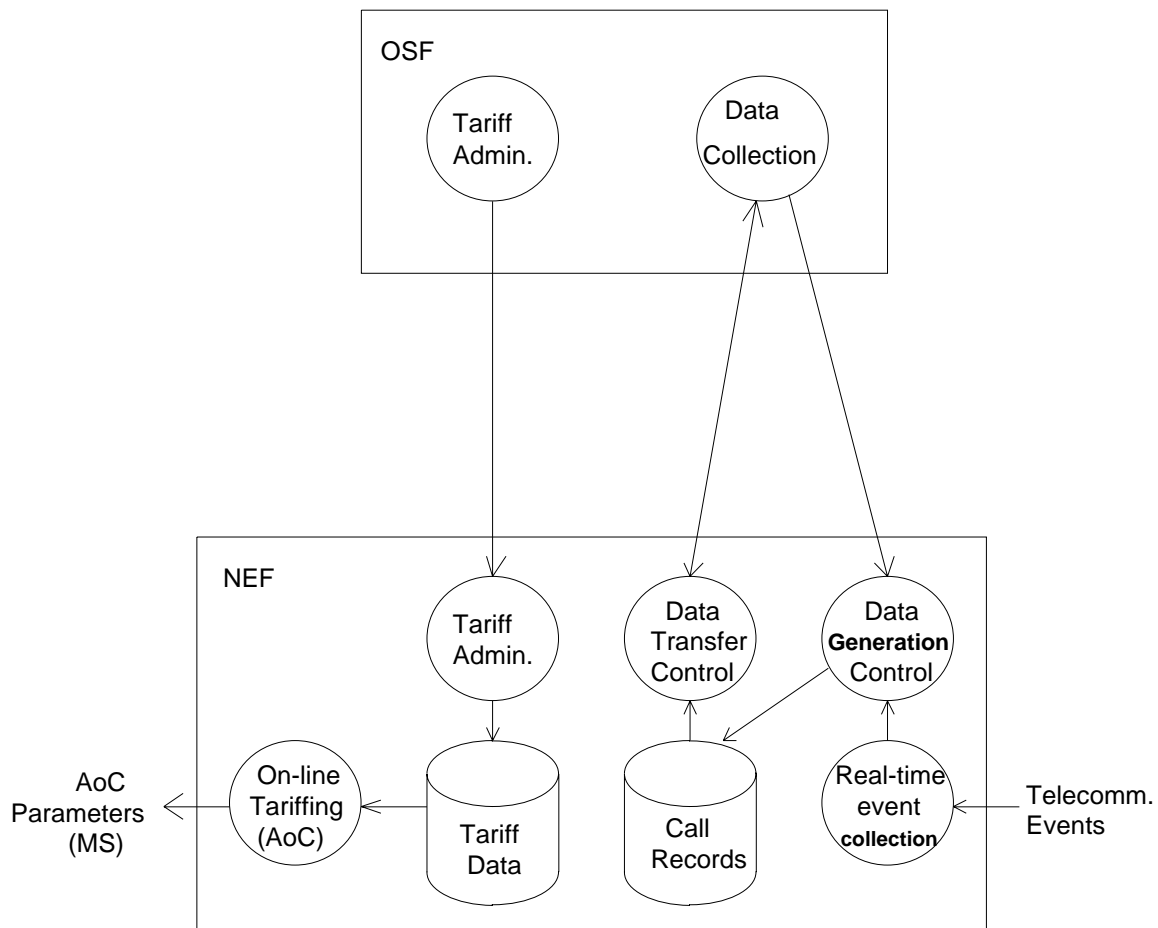 OSF
Tariff
Admin.
Data
Collection
NEF
Tariff
Admin.
Data
Transfer
Control
Data
Generation
Control
AoC
Parameters
(MS)
On-line
Tariffing
(AoC)
Tariff
Data
Call
Records
Real-time
event
collection
Telecomm.
Events